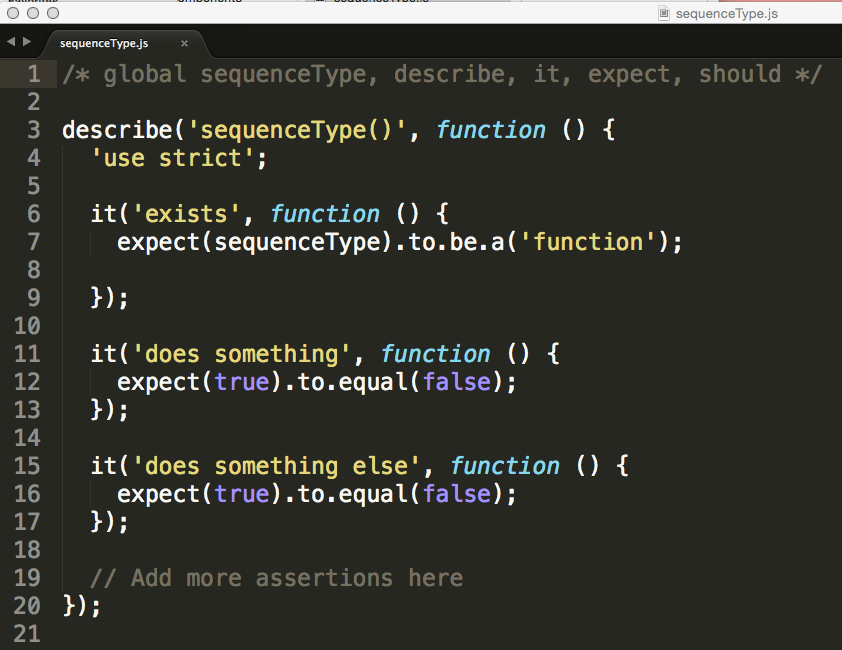 sequenceType.js
sequenceType.js ×
1 /* global sequenceType, describe, it, expect, should */
2
3 describe('sequenceType()', function () {
4   'use strict';
5
6   it('exists', function () {
7     expect(sequenceType).to.be.a('function');
8
9   });
10
11   it('does something', function () {
12     expect(true).to.equal(false);
13   });
14
15   it('does something else', function () {
16     expect(true).to.equal(false);
17   });
18
19   // Add more assertions here
20 });
21